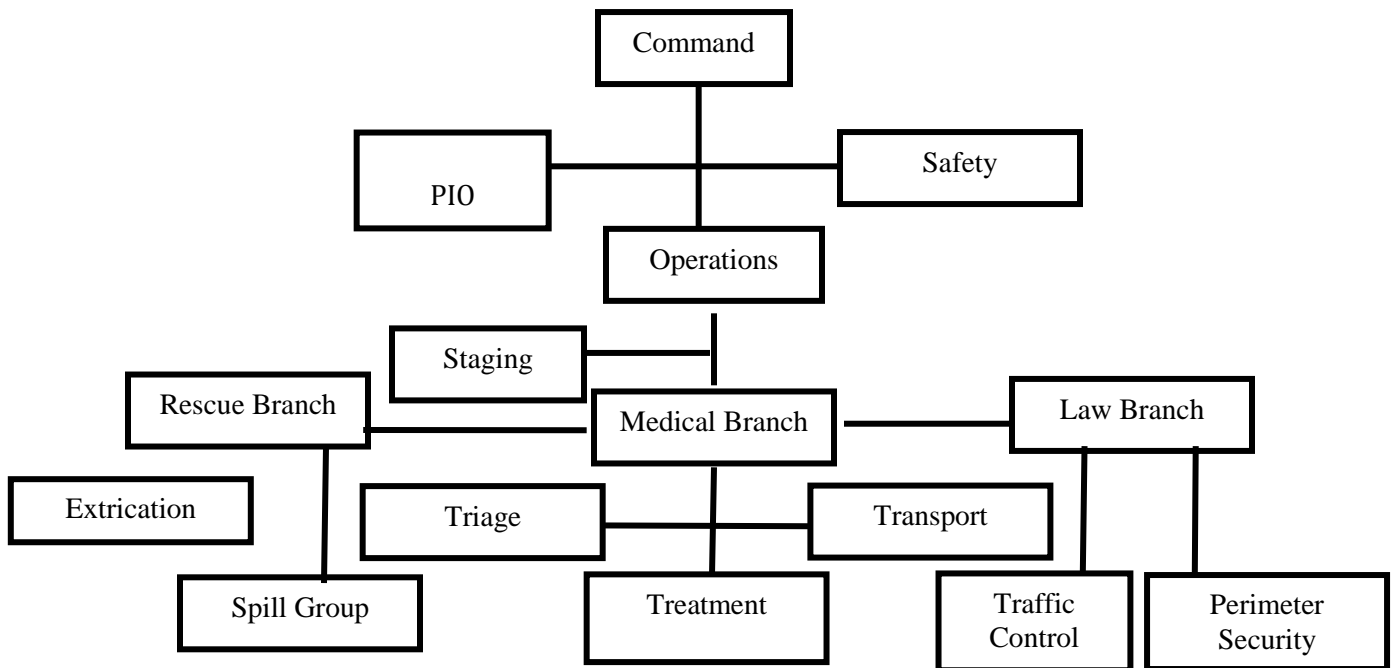 Command
PIO
Safety
Operations
Staging
Rescue Branch
Medical Branch
Law Branch
Extrication
Triage
Transport
Spill Group
Treatment
Traffic
Control
Perimeter
Security